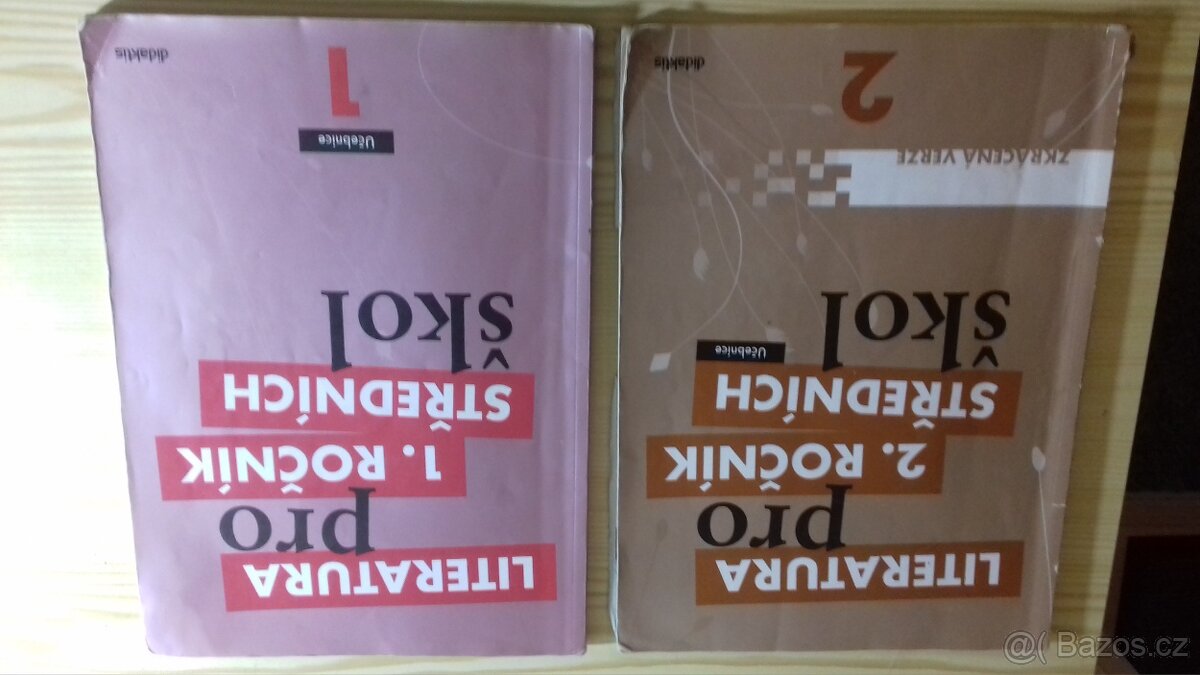 LITERATURA
pro
1. ROČNÍK
STŘEDNÍCH
škol
Učebnice
1
didaktis
LITERATURA
pro
2. ROČNÍK
STŘEDNÍCH
Učebnice
škol
ZKRÁCENÁ VERZE
2
didaktis
@( Bazos.cz